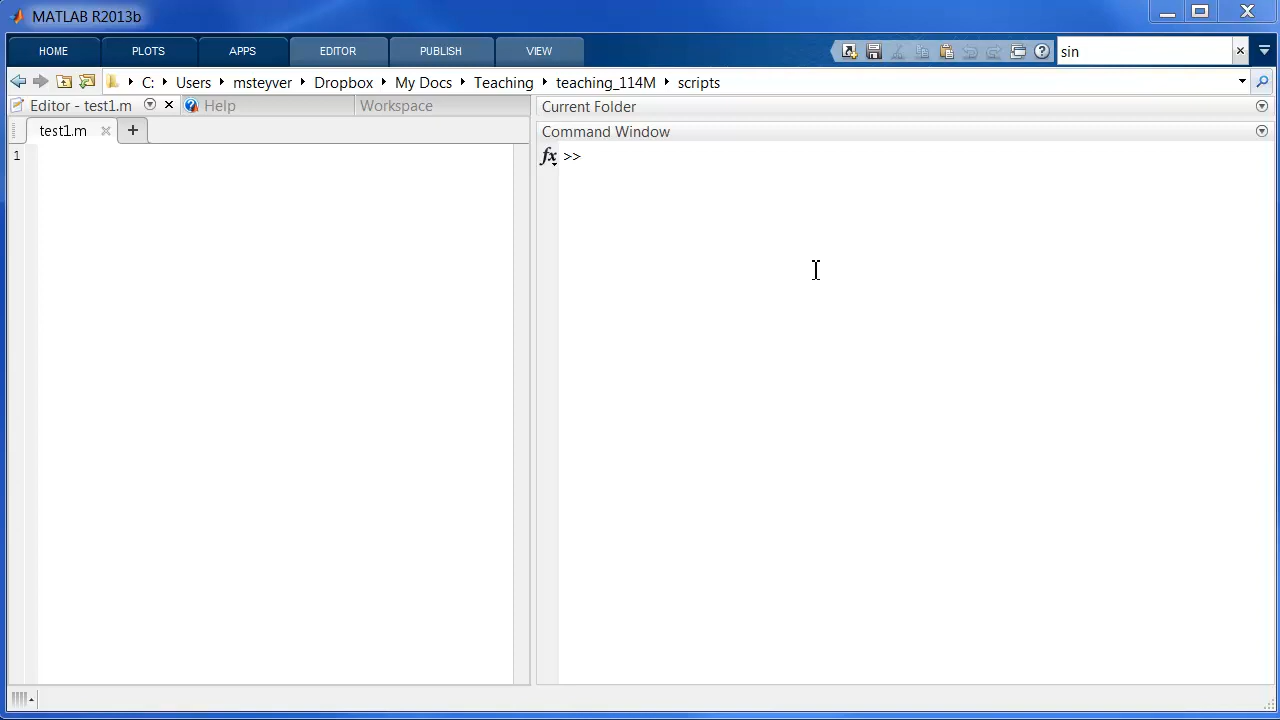 MATLAB R2013b
HOME PLOTS APPS EDITOR PUBLISH VIEW sin
C: Users msteyver Dropbox My Docs Teaching teaching_114M scripts
Editor - test1.m Help Workspace Current Folder
test1.m + Command Window
1 fx >>